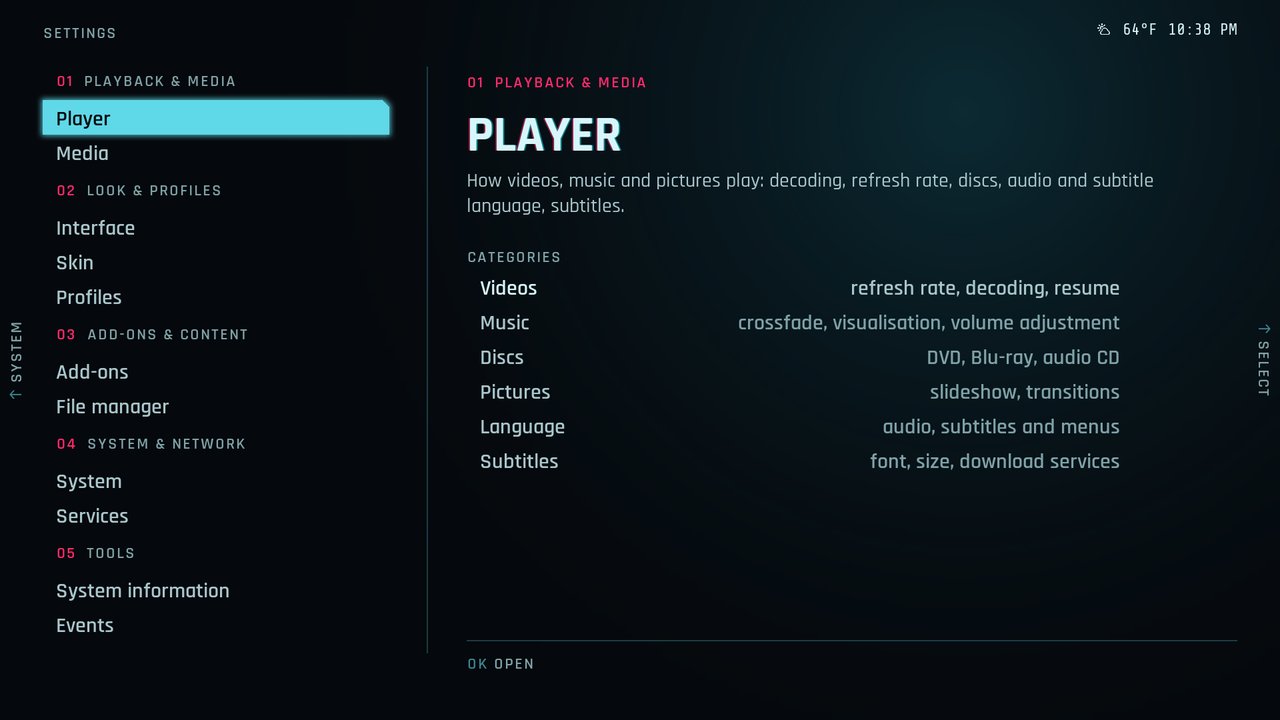 SETTINGS
64°F 10:38 PM
01 PLAYBACK & MEDIA
Player
Media
02 LOOK & PROFILES
Interface
Skin
Profiles
03 ADD-ONS & CONTENT
Add-ons
File manager
04 SYSTEM & NETWORK
System
Services
05 TOOLS
System information
Events
← SYSTEM
01 PLAYBACK & MEDIA
PLAYER
How videos, music and pictures play: decoding, refresh rate, discs, audio and subtitle
language, subtitles.
CATEGORIES
Videos refresh rate, decoding, resume
Music crossfade, visualisation, volume adjustment
Discs DVD, Blu-ray, audio CD
Pictures slideshow, transitions
Language audio, subtitles and menus
Subtitles font, size, download services
OK OPEN
→ SELECT